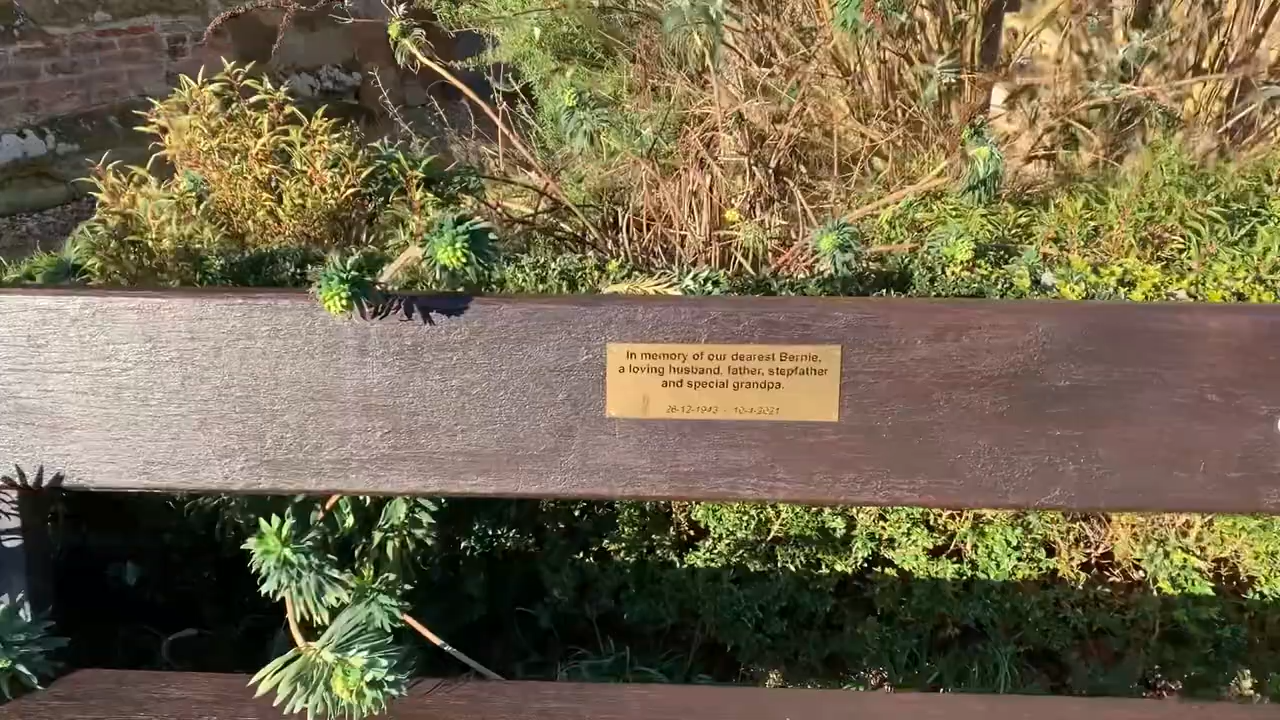 In memory of our dearest Bernie,
a loving husband, father, stepfather
and special grandpa.
26-12-1943 - 10-4-2021